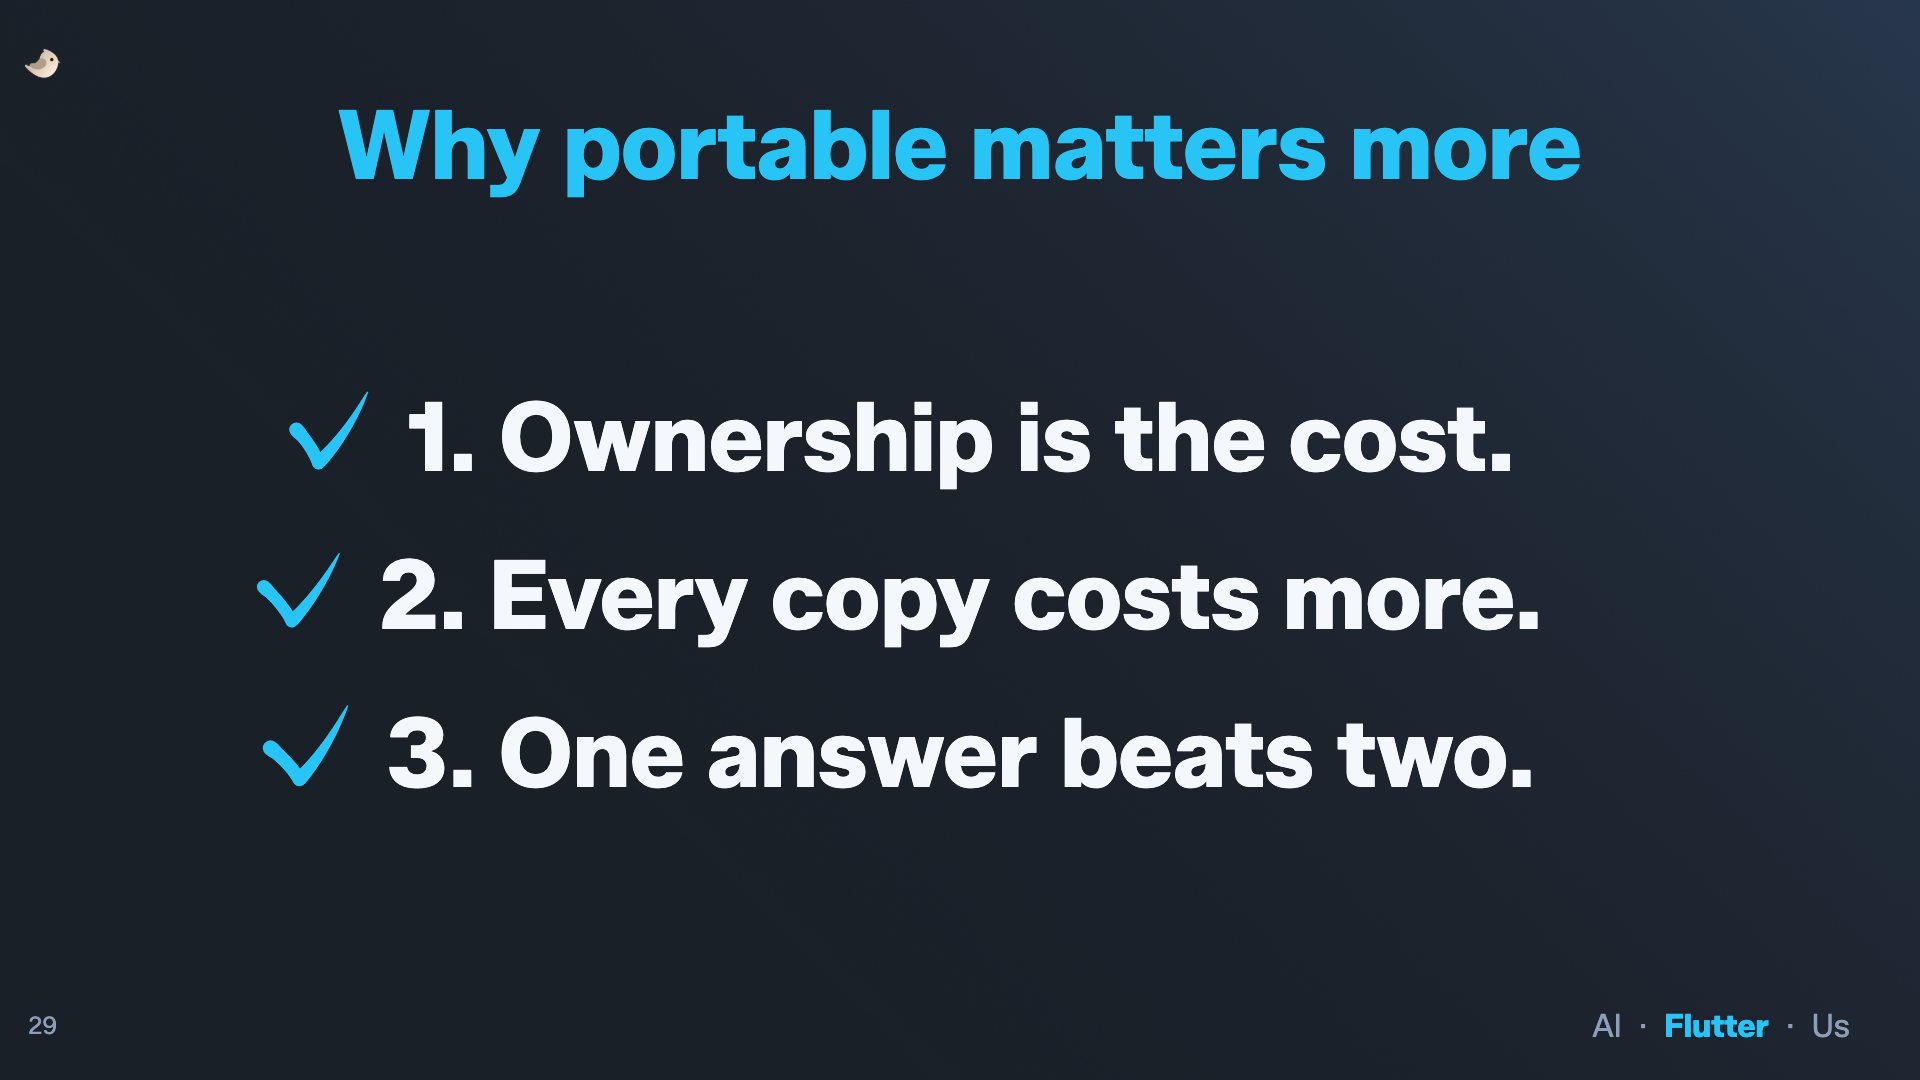 Why portable matters more
✓ 1. Ownership is the cost.
✓ 2. Every copy costs more.
✓ 3. One answer beats two.
29
AI · Flutter · Us